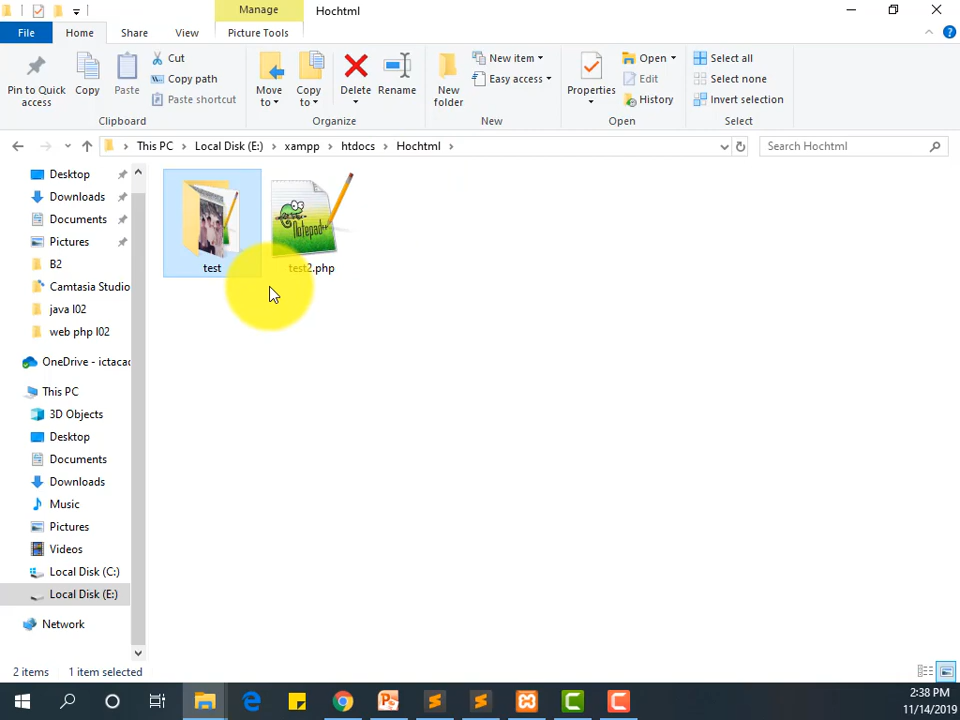 Manage
Hochtml
File
Home
Share
View
Picture Tools
Pin to Quick access
Copy
Paste
Cut
Copy path
Paste shortcut
Clipboard
Move to
Copy to
Delete
Rename
Organize
New folder
New item
Easy access
New
Properties
Open
Edit
History
Open
Select all
Select none
Invert selection
Select
This PC
Local Disk (E:)
xampp
htdocs
Hochtml
Search Hochtml
Desktop
Downloads
Documents
Pictures
B2
Camtasia Studio
java l02
web php l02
OneDrive - ictacac
This PC
3D Objects
Desktop
Documents
Downloads
Music
Pictures
Videos
Local Disk (C:)
Local Disk (E:)
Network
Notepad++
test
test2.php
2 items
1 item selected
2:38 PM
11/14/2019